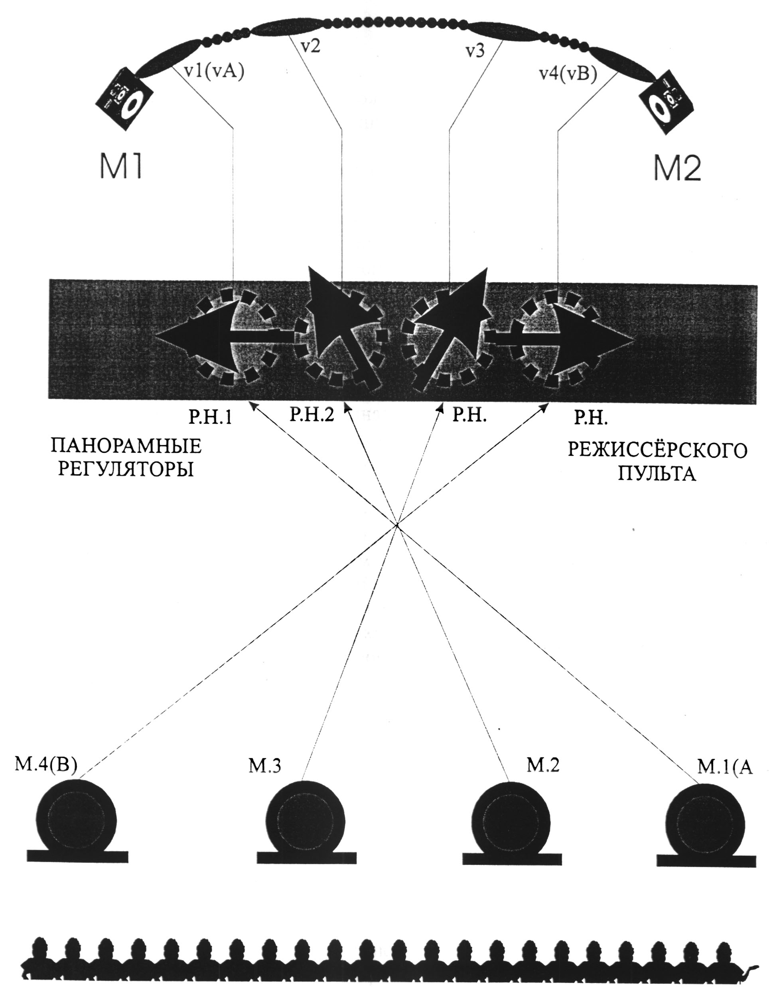 v2
v3
v1(vA)
v4(vB)
M1
M2
Р.Н.1
Р.Н.2
Р.Н.
Р.Н.
ПАНОРАМНЫЕ
РЕГУЛЯТОРЫ
РЕЖИССЁРСКОГО
ПУЛЬТА
М.4(В)
М.3
М.2
М.1(А